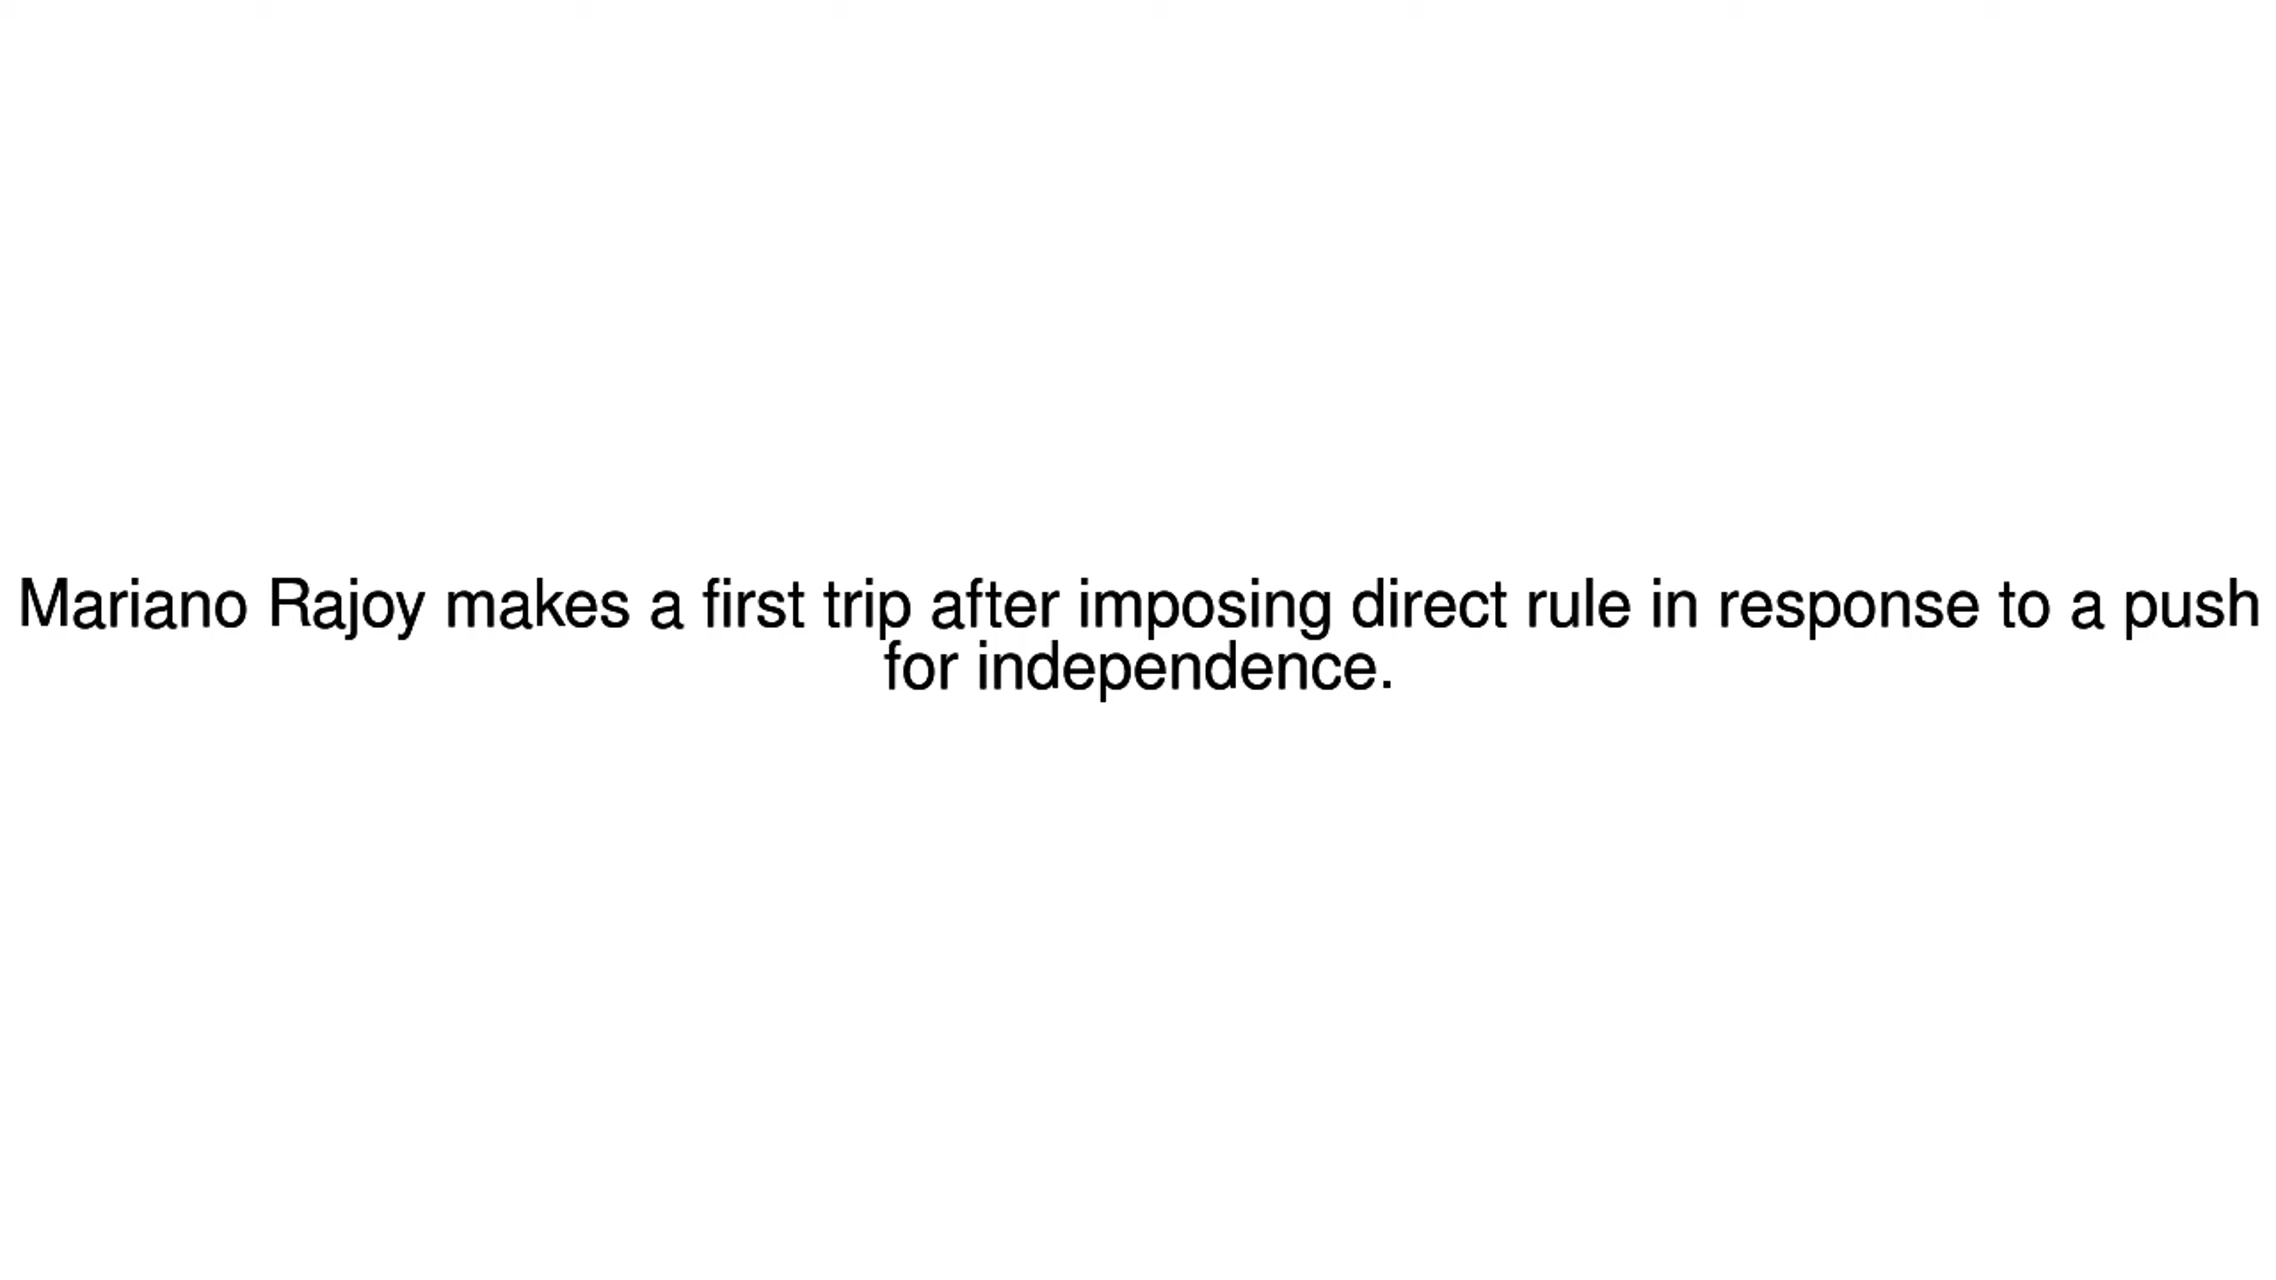 Mariano Rajoy makes a first trip after imposing direct rule in response to a push
for independence.